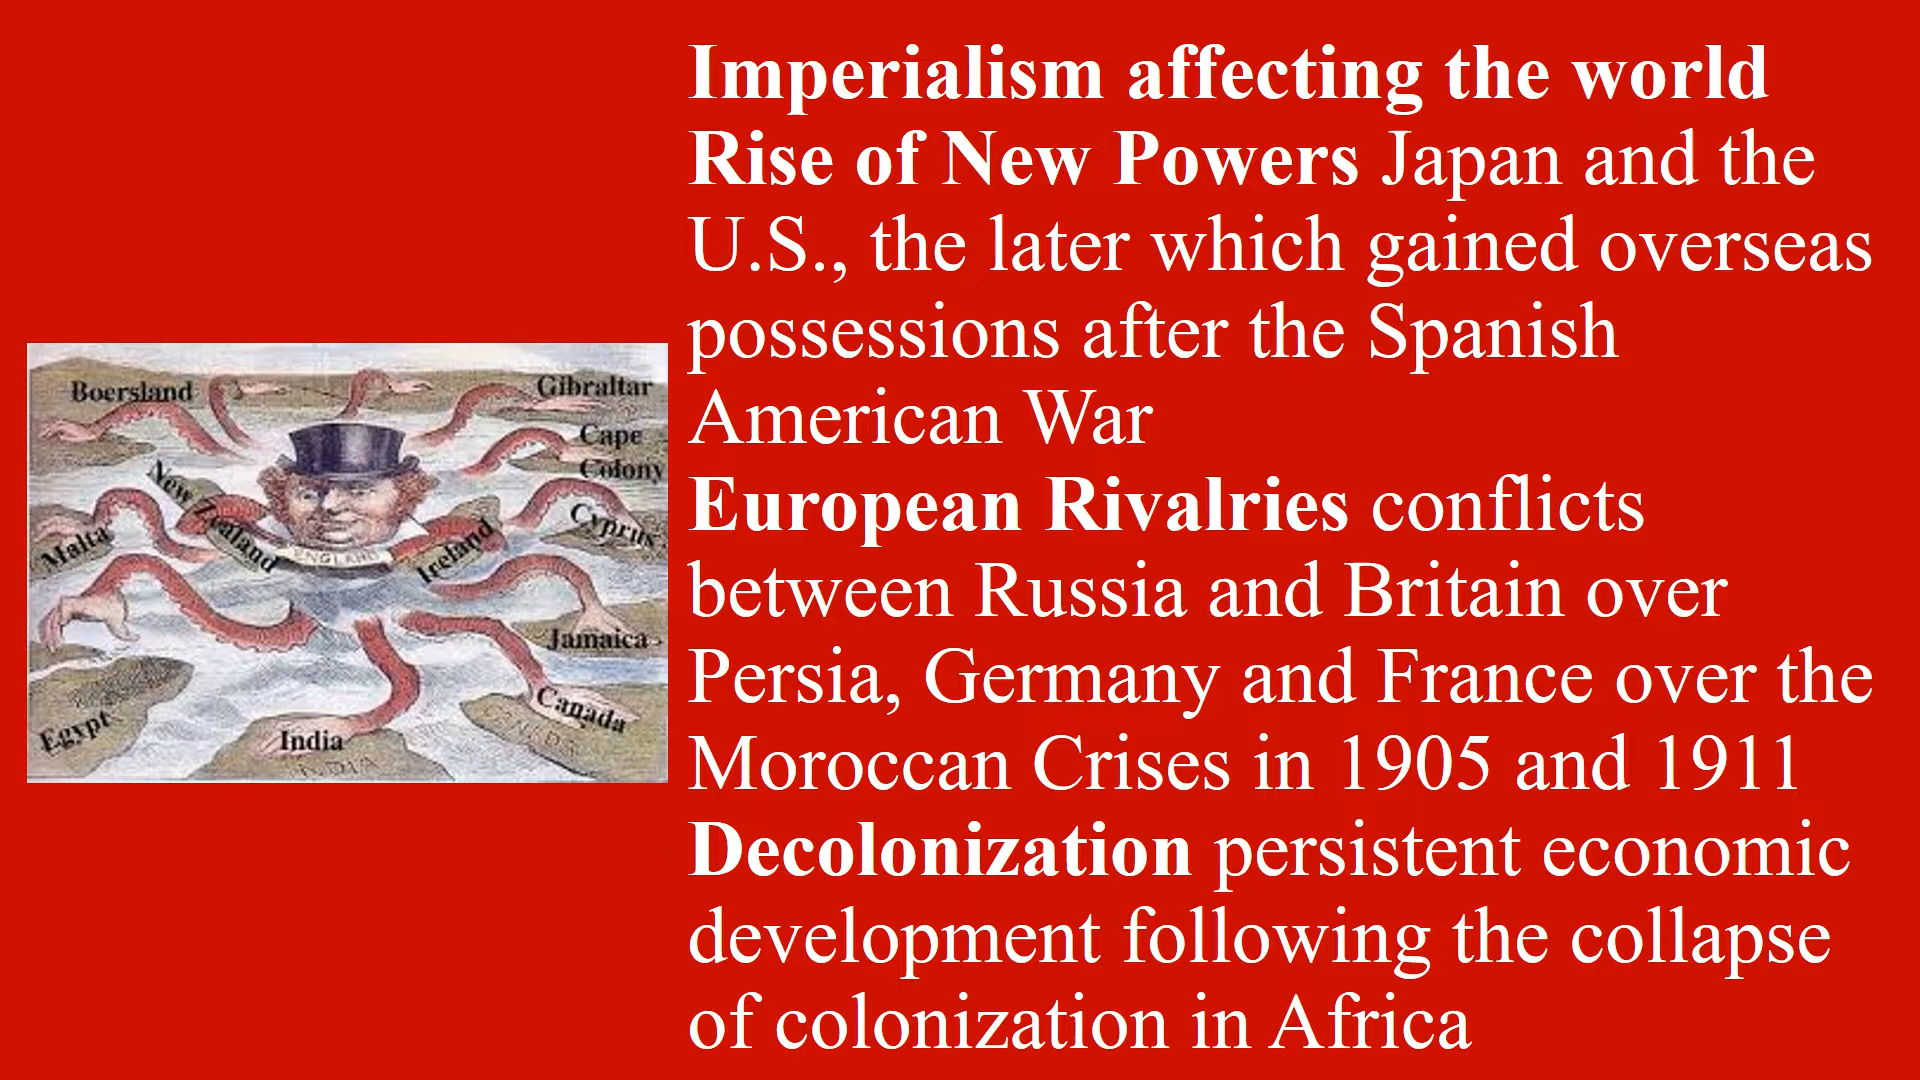 Imperialism affecting the world
Rise of New Powers Japan and the
U.S., the later which gained overseas
possessions after the Spanish
American War
European Rivalries conflicts
between Russia and Britain over
Persia, Germany and France over the
Moroccan Crises in 1905 and 1911
Decolonization persistent economic
development following the collapse
of colonization in Africa
Boersland
Gibraltar
Cape
Colony
New Zealand
Malta
Cyprus
ENGLAND
Iceland
Jamaica
Canada
Egypt
India
INDIA